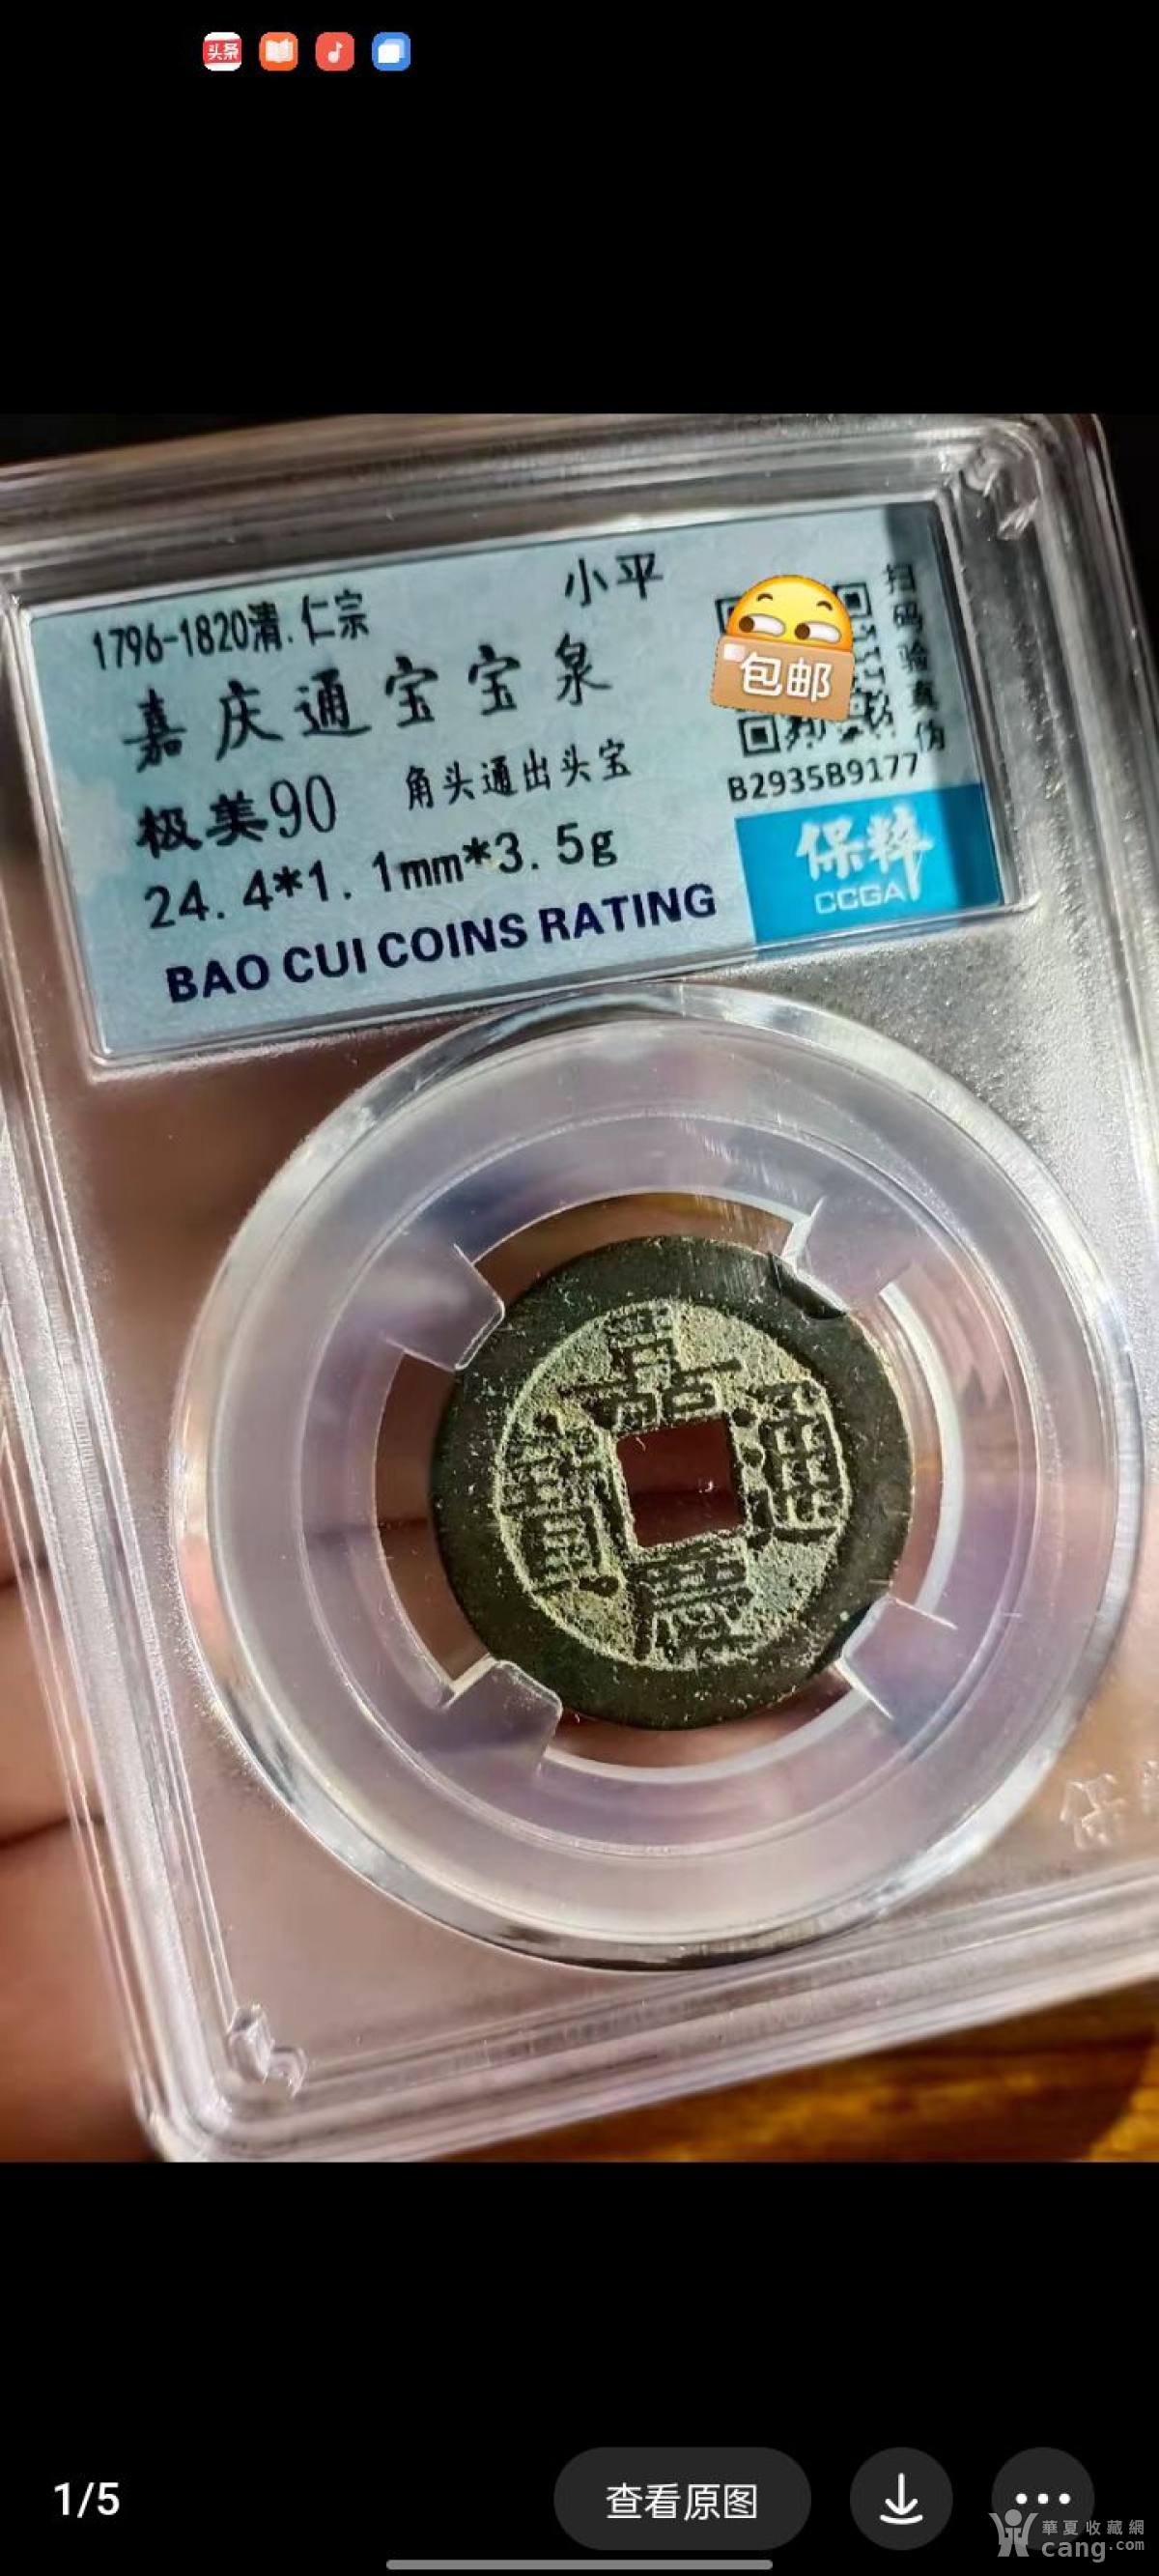 头条
1796-1820清.仁宗
小平
嘉庆通宝宝泉
极美90
角头通出头宝
24.4*1.1mm*3.5g
BAO CUI COINS RATING
包邮
扫码验真伪
B2935B9177
保粹
CCGA
嘉
通
慶
寶
1/5
查看原图
華夏收藏網
cang.com